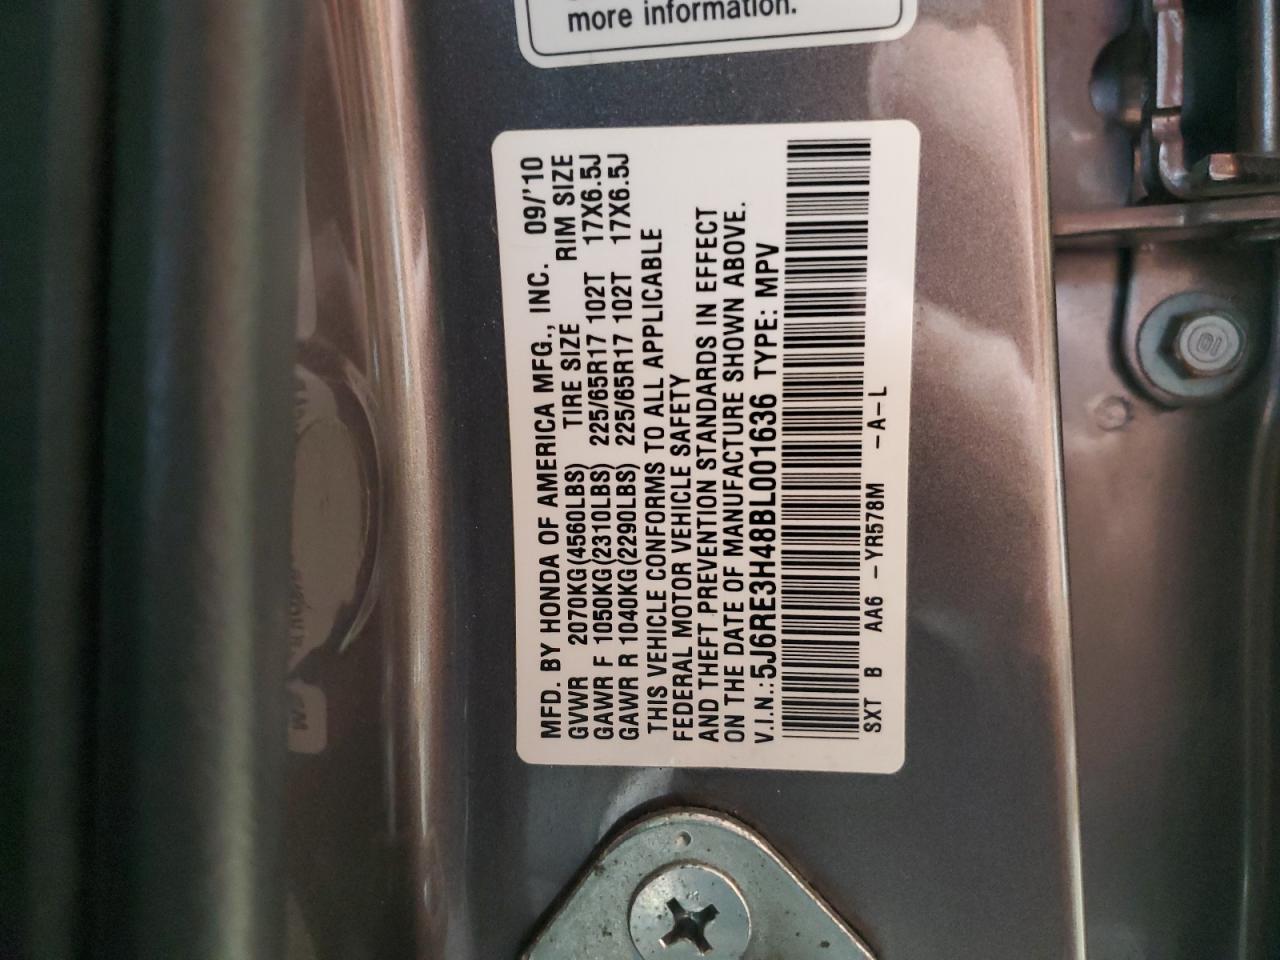 more information.
MFD. BY HONDA OF AMERICA MFG., INC. 09/'10
GVWR 2070KG(4560LBS) TIRE SIZE RIM SIZE
GAWR F 1050KG(2310LBS) 225/65R17 102T 17X6.5J
GAWR R 1040KG(2290LBS) 225/65R17 102T 17X6.5J
THIS VEHICLE CONFORMS TO ALL APPLICABLE
FEDERAL MOTOR VEHICLE SAFETY
AND THEFT PREVENTION STANDARDS IN EFFECT
ON THE DATE OF MANUFACTURE SHOWN ABOVE.
V.I.N.:5J6RE3H48BL001636 TYPE: MPV
SXT B AA6 -YR578M -A-L